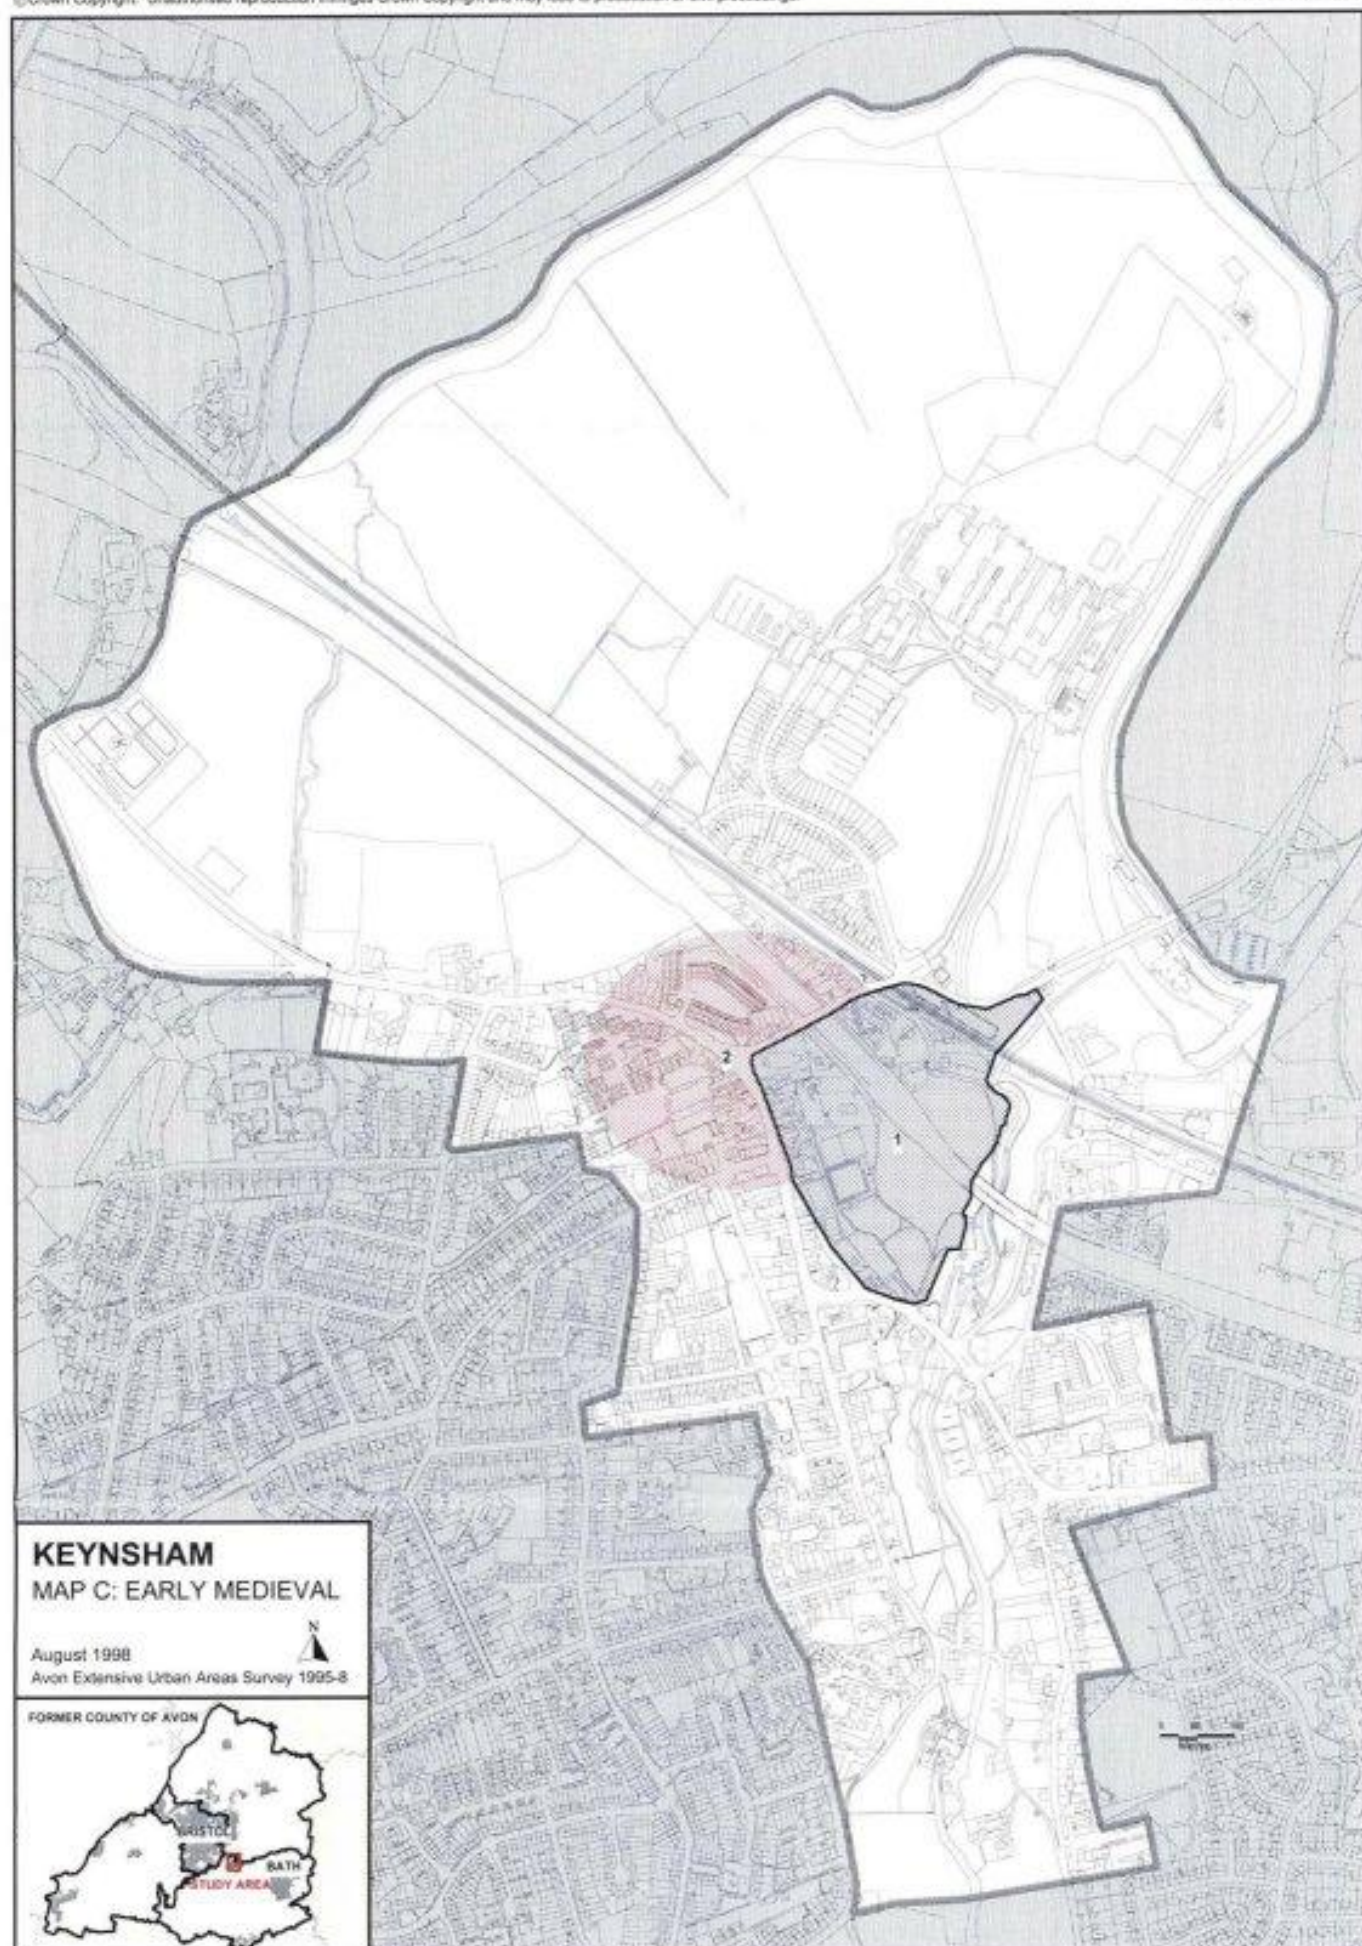 2
1
KEYNSHAM
MAP C: EARLY MEDIEVAL
N
August 1998
Avon Extensive Urban Areas Survey 1995-8
FORMER COUNTY OF AVON
BRISTOL
BATH
STUDY AREA